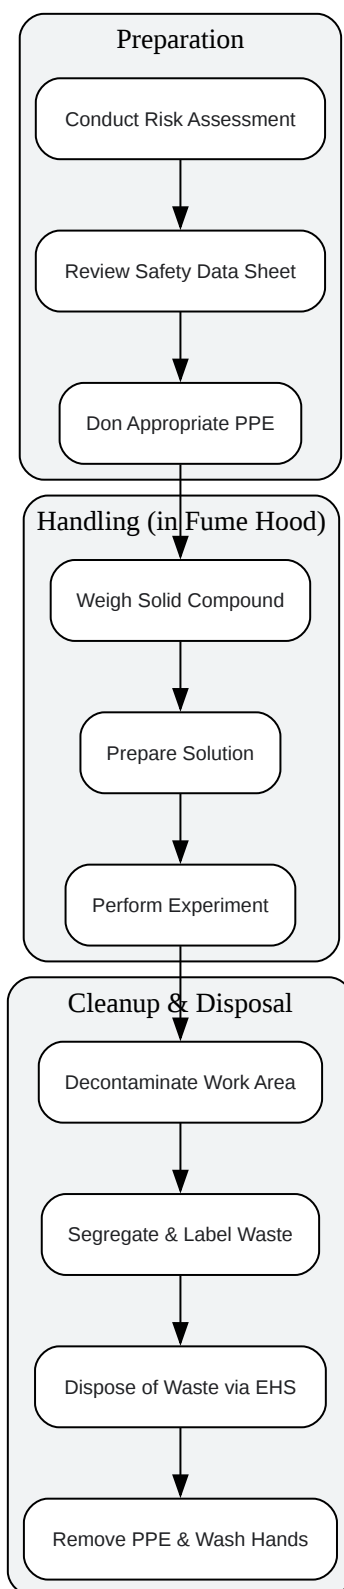 Preparation
Conduct Risk Assessment
Review Safety Data Sheet
Don Appropriate PPE
Handling (in Fume Hood)
Weigh Solid Compound
Prepare Solution
Perform Experiment
Cleanup & Disposal
Decontaminate Work Area
Segregate & Label Waste
Dispose of Waste via EHS
Remove PPE & Wash Hands